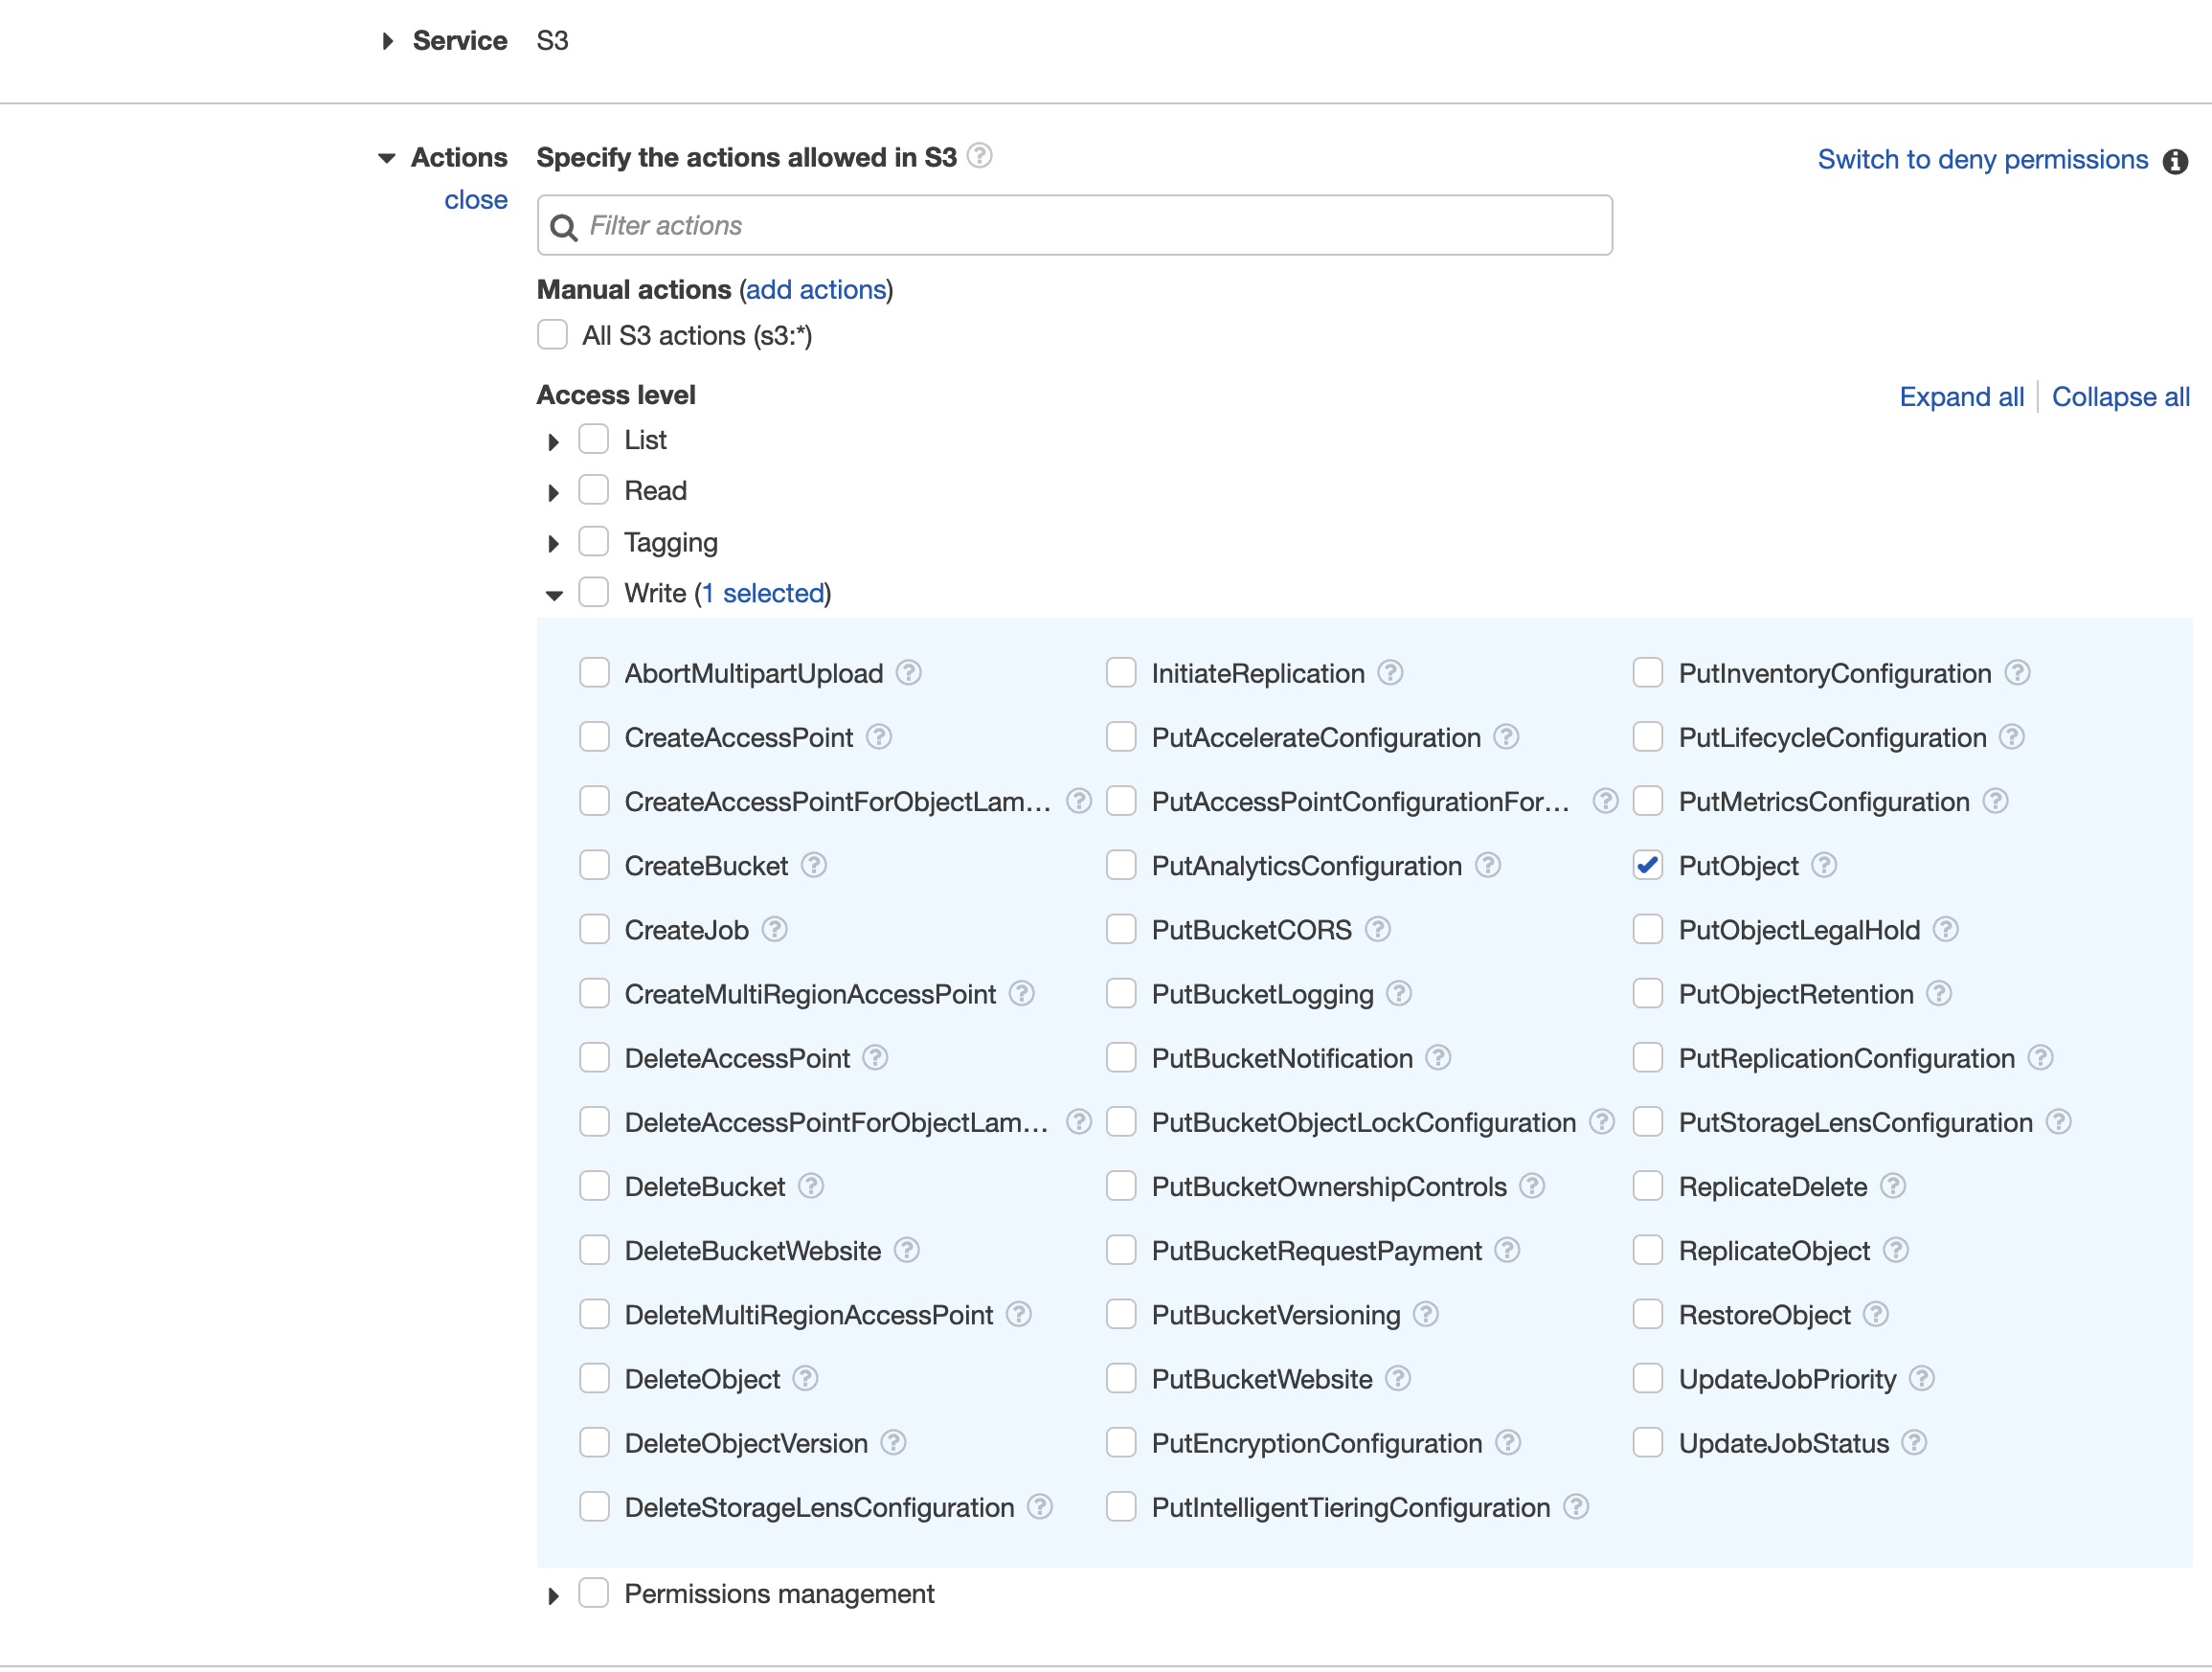 Service S3
Actions Specify the actions allowed in S3 ? Switch to deny permissions i
close
Filter actions
Manual actions (add actions)
All S3 actions (s3:*)
Access level Expand all Collapse all
List
Read
Tagging
Write (1 selected)
AbortMultipartUpload ? InitiateReplication ? PutInventoryConfiguration ?
CreateAccessPoint ? PutAccelerateConfiguration ? PutLifecycleConfiguration ?
CreateAccessPointForObjectLam... ? PutAccessPointConfigurationFor... ? PutMetricsConfiguration ?
CreateBucket ? PutAnalyticsConfiguration ? PutObject ?
CreateJob ? PutBucketCORS ? PutObjectLegalHold ?
CreateMultiRegionAccessPoint ? PutBucketLogging ? PutObjectRetention ?
DeleteAccessPoint ? PutBucketNotification ? PutReplicationConfiguration ?
DeleteAccessPointForObjectLam... ? PutBucketObjectLockConfiguration ? PutStorageLensConfiguration ?
DeleteBucket ? PutBucketOwnershipControls ? ReplicateDelete ?
DeleteBucketWebsite ? PutBucketRequestPayment ? ReplicateObject ?
DeleteMultiRegionAccessPoint ? PutBucketVersioning ? RestoreObject ?
DeleteObject ? PutBucketWebsite ? UpdateJobPriority ?
DeleteObjectVersion ? PutEncryptionConfiguration ? UpdateJobStatus ?
DeleteStorageLensConfiguration ? PutIntelligentTieringConfiguration ?
Permissions management